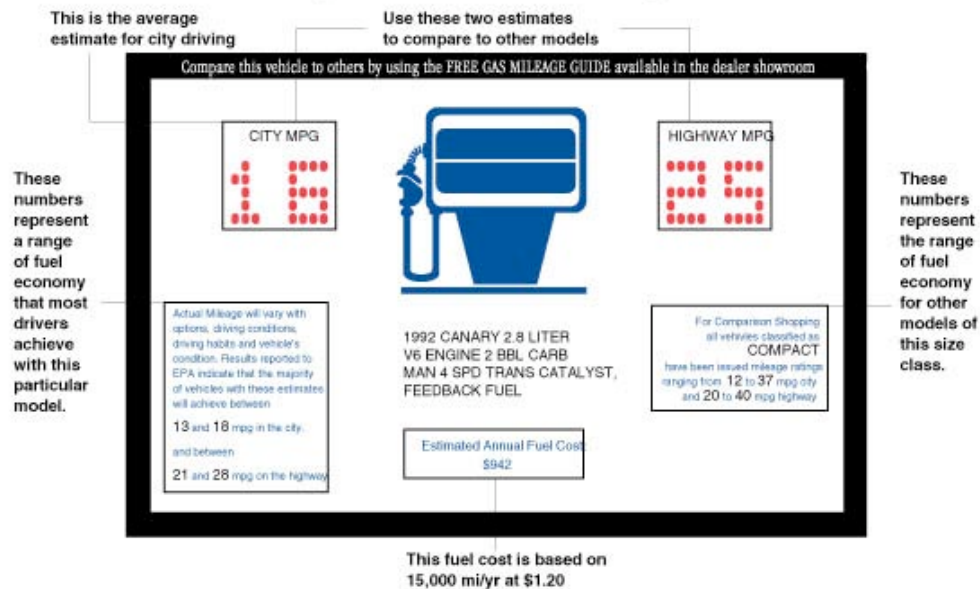 This is the average
estimate for city driving
Use these two estimates
to compare to other models
Compare this vehicle to others by using the FREE GAS MILEAGE GUIDE available in the dealer showroom
CITY MPG
16
HIGHWAY MPG
25
These
numbers
represent
a range
of fuel
economy
that most
drivers
achieve
with this
particular
model.
Actual Mileage will vary with
options, driving conditions,
driving habits and vehicle's
condition. Results reported to
EPA indicate that the majority
of vehicles with these estimates
will achieve between
13 and 18 mpg in the city.
and between
21 and 28 mpg on the highway
1992 CANARY 2.8 LITER
V6 ENGINE 2 BBL CARB
MAN 4 SPD TRANS CATALYST,
FEEDBACK FUEL
Estimated Annual Fuel Cost:
$942
For Comparison Shopping
all vehivles classified as
COMPACT
have been issued mileage ratings
ranging from 12 to 37 mpg city
and 20 to 40 mpg highway
These
numbers
represent
the range
of fuel
economy
for other
models of
this size
class.
This fuel cost is based on
15,000 mi/yr at $1.20